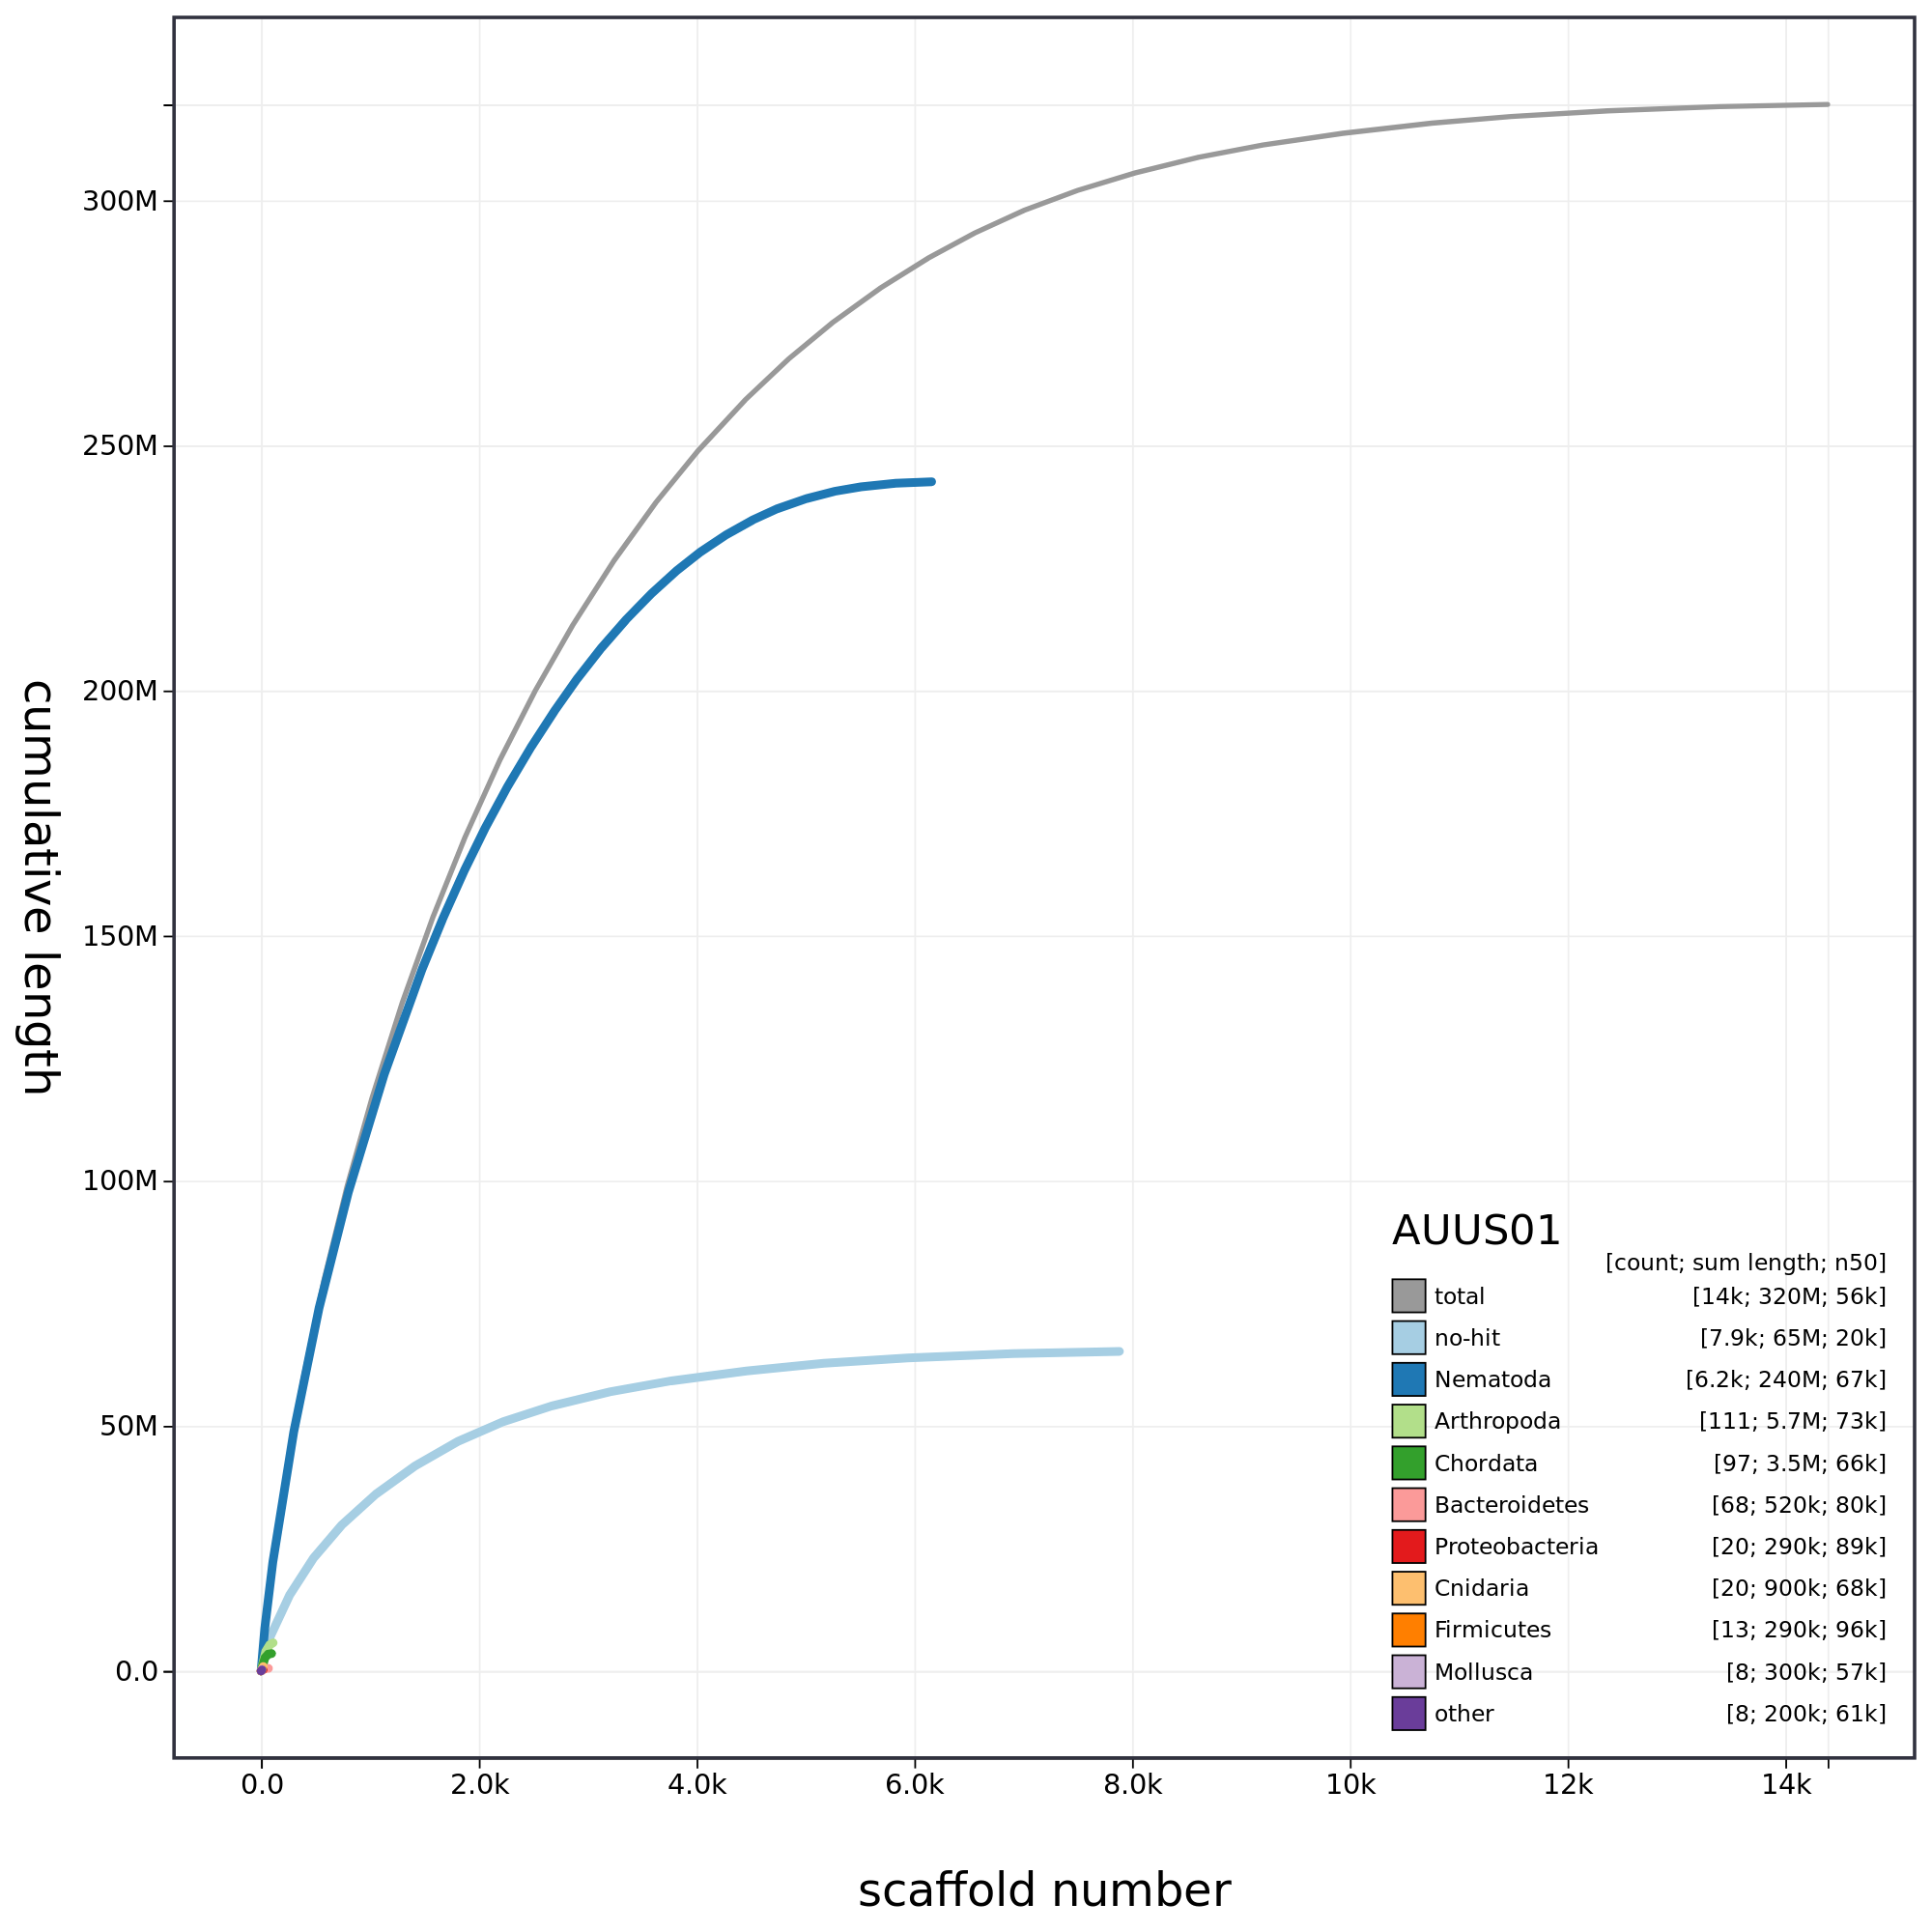 300M
250M
200M
150M
100M
50M
0.0
cumulative length
AUUS01
[count; sum length; n50]
total [14k; 320M; 56k]
no-hit [7.9k; 65M; 20k]
Nematoda [6.2k; 240M; 67k]
Arthropoda [111; 5.7M; 73k]
Chordata [97; 3.5M; 66k]
Bacteroidetes [68; 520k; 80k]
Proteobacteria [20; 290k; 89k]
Cnidaria [20; 900k; 68k]
Firmicutes [13; 290k; 96k]
Mollusca [8; 300k; 57k]
other [8; 200k; 61k]
0.0 2.0k 4.0k 6.0k 8.0k 10k 12k 14k
scaffold number